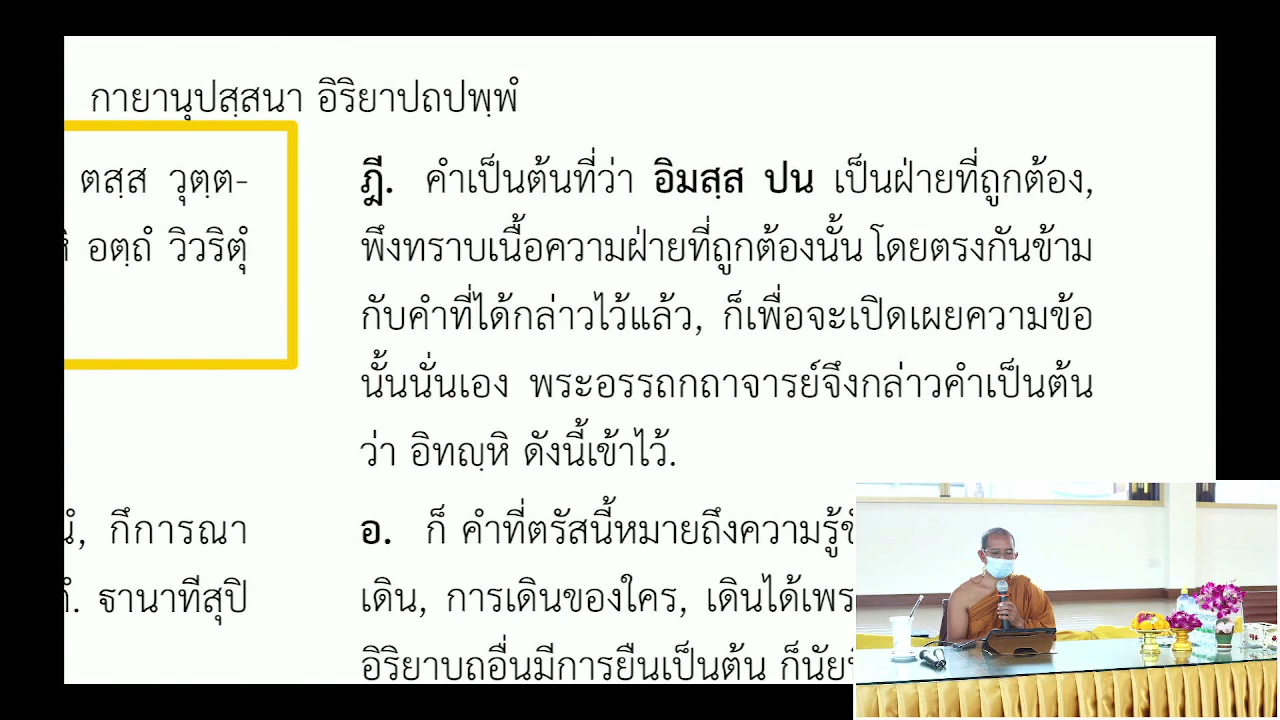 กายานุปสฺสนา อิริยาปถปพฺพํ
ตสฺส วุตฺต-
อตฺถํ วิวริตุํ
กึการณา
ฐานาทีสุปิ
ฎี. คำเป็นต้นที่ว่า อิมสฺส ปน เป็นฝ่ายที่ถูกต้อง,
พึงทราบเนื้อความฝ่ายที่ถูกต้องนั้น โดยตรงกันข้าม
กับคำที่ได้กล่าวไว้แล้ว, ก็เพื่อจะเปิดเผยความข้อ
นั้นนั่นเอง พระอรรถกถาจารย์จึงกล่าวคำเป็นต้น
ว่า อิทญฺหิ ดังนี้เข้าไว้.
อ. ก็ คำที่ตรัสนี้หมายถึงความรู้
เดิน, การเดินของใคร, เดินได้เพร
อิริยาบถอื่นมีการยืนเป็นต้น ก็นัย